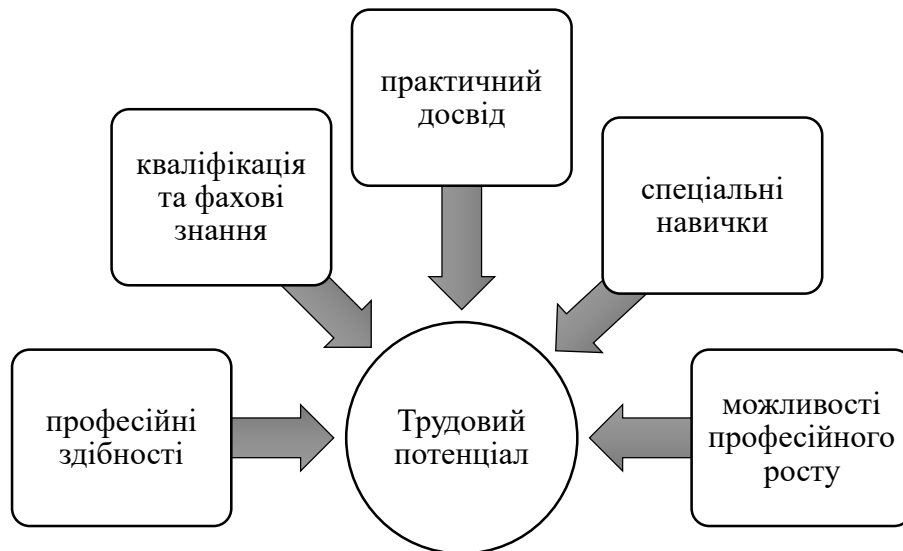 практичний
досвід
кваліфікація
та фахові
знання
спеціальні
навички
професійні
здібності
Трудовий
потенціал
можливості
професійного
росту